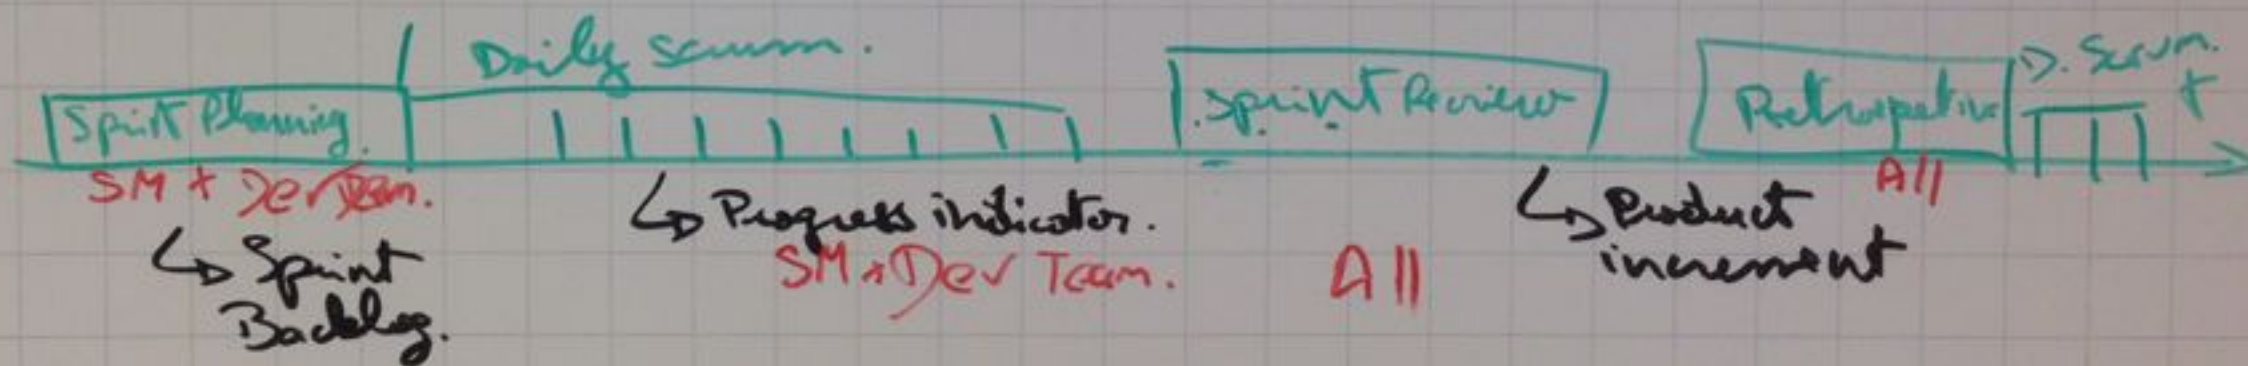 Daily scrum.
Sprint Planning.
Sprint Review
Retrospective
D. Scrum.
SM + Dev Team.
↳ Sprint
Backlog.
↳ Progress indicator.
SM + Dev Team.
All
↳ Product
increment
All